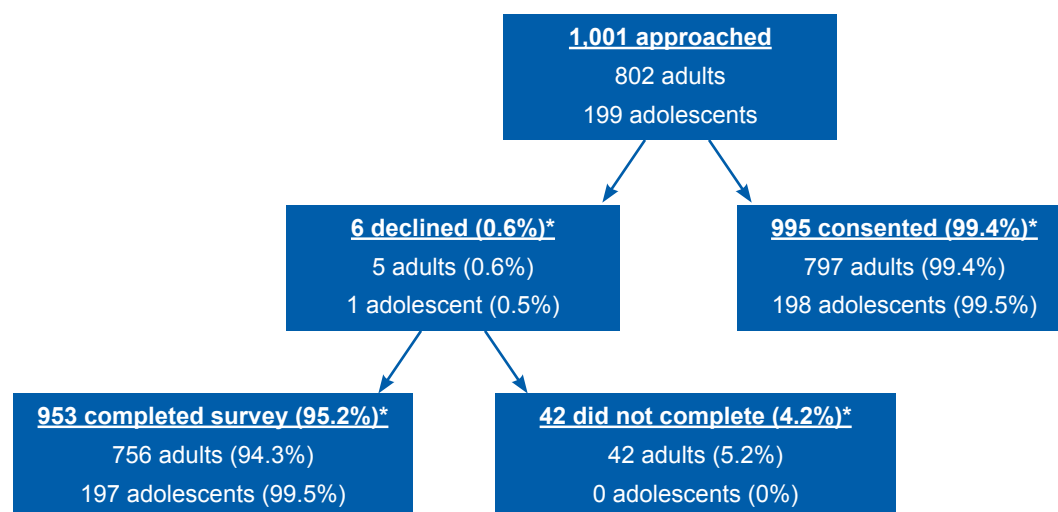 1,001 approached
802 adults
199 adolescents
6 declined (0.6%)*
5 adults (0.6%)
1 adolescent (0.5%)
995 consented (99.4%)*
797 adults (99.4%)
198 adolescents (99.5%)
953 completed survey (95.2%)*
756 adults (94.3%)
197 adolescents (99.5%)
42 did not complete (4.2%)*
42 adults (5.2%)
0 adolescents (0%)